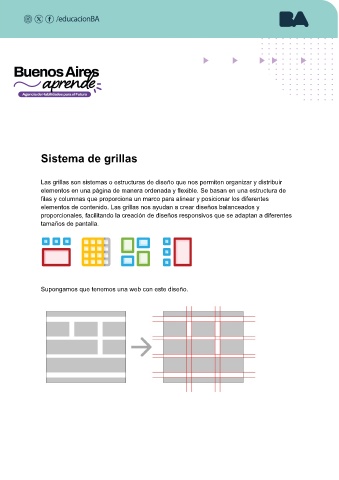 /educacionBA
BA
Buenos Aires
aprende
Agencia de Habilidades para el Futuro
Sistema de grillas
Las grillas son sistemas o estructuras de diseño que nos permiten organizar y distribuir
elementos en una página de manera ordenada y flexible. Se basan en una estructura de
filas y columnas que proporciona un marco para alinear y posicionar los diferentes
elementos de contenido. Las grillas nos ayudan a crear diseños balanceados y
proporcionales, facilitando la creación de diseños responsivos que se adaptan a diferentes
tamaños de pantalla.
Supongamos que tenemos una web con este diseño.